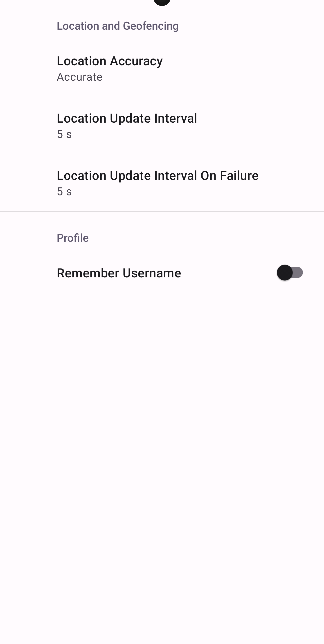 Location and Geofencing
Location Accuracy
Accurate
Location Update Interval
5 s
Location Update Interval On Failure
5 s
Profile
Remember Username